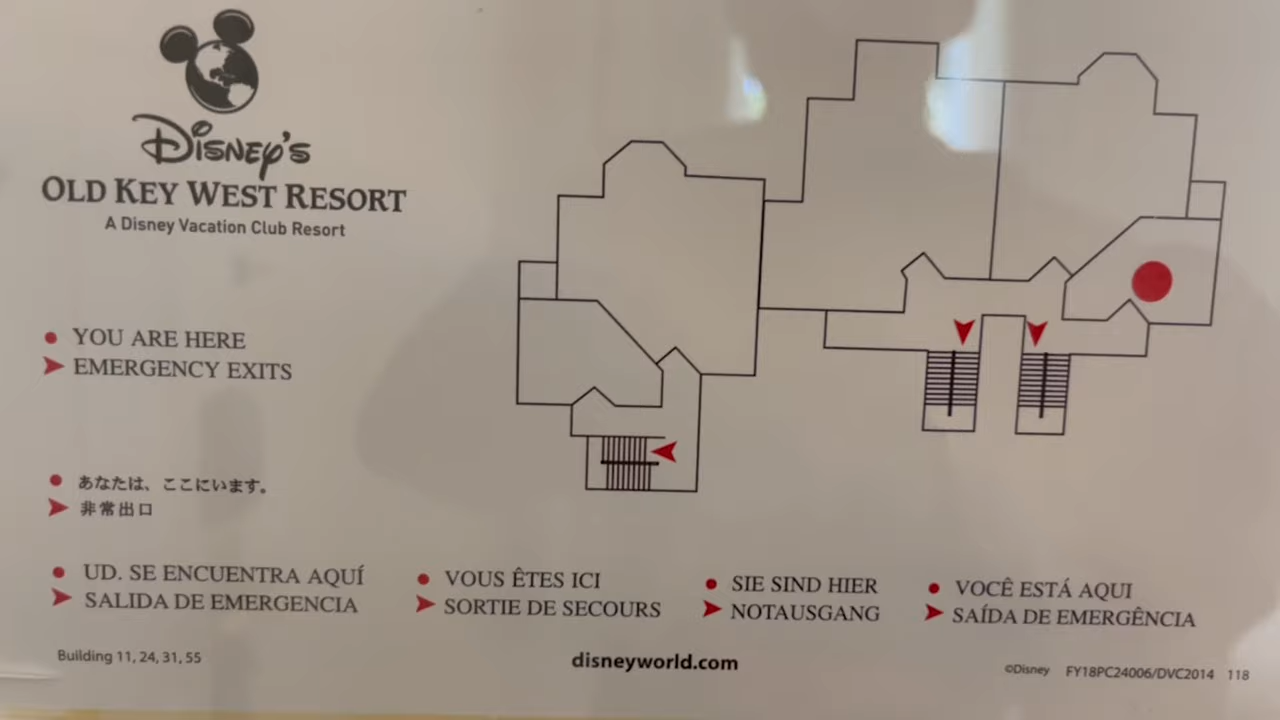 Disney's
OLD KEY WEST RESORT
A Disney Vacation Club Resort
YOU ARE HERE
EMERGENCY EXITS
あなたは、ここにいます。
非常出口
UD. SE ENCUENTRA AQUÍ
SALIDA DE EMERGENCIA
VOUS ÊTES ICI
SORTIE DE SECOURS
SIE SIND HIER
NOTAUSGANG
VOCÊ ESTÁ AQUI
SAÍDA DE EMERGÊNCIA
Building 11, 24, 31, 55
disneyworld.com
©Disney FY18PC24006/DVC2014 118